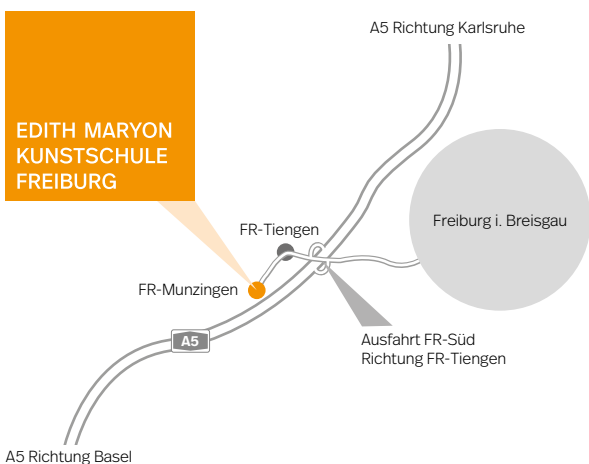 A5 Richtung Karlsruhe
EDITH MARYON
KUNSTSCHULE
FREIBURG
Freiburg i. Breisgau
FR-Tiengen
FR-Munzingen
A5
Ausfahrt FR-Süd
Richtung FR-Tiengen
A5 Richtung Basel